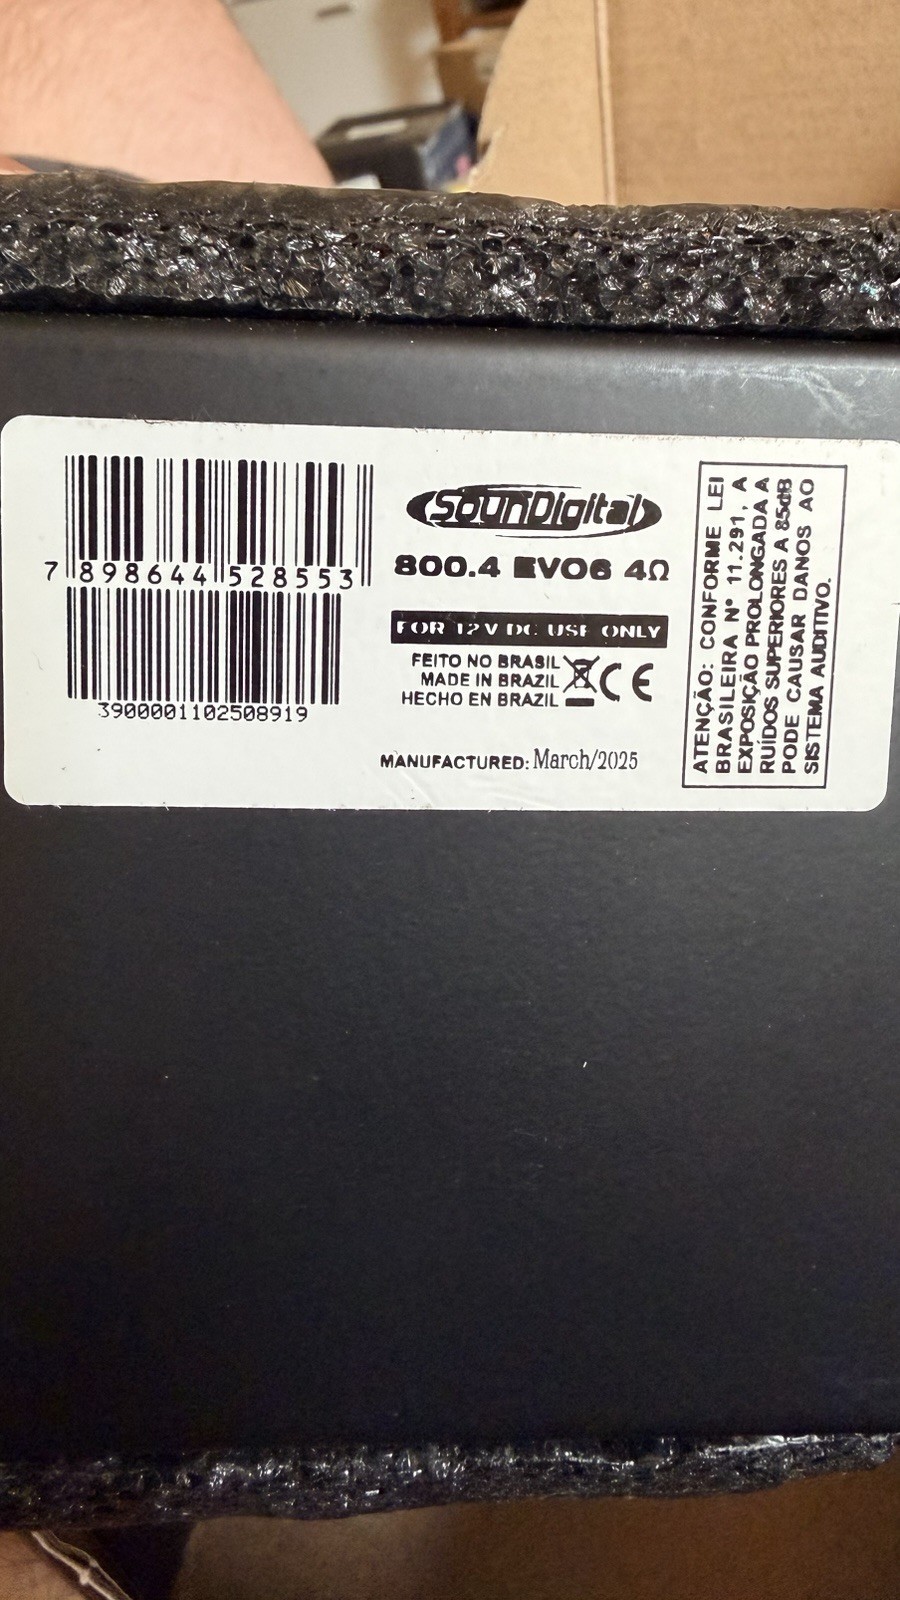 7 898644 528553
3900001102508919
SounDigital
800.4 EVO6 4Ω
FOR 12V DC USE ONLY
FEITO NO BRASIL
MADE IN BRAZIL
HECHO EN BRAZIL
CE
MANUFACTURED: March/2025
ATENÇÃO: CONFORME LEI
BRASILEIRA Nº 11.291, A
EXPOSIÇÃO PROLONGADA A
RUÍDOS SUPERIORES A 85dB
PODE CAUSAR DANOS AO
SISTEMA AUDITIVO.